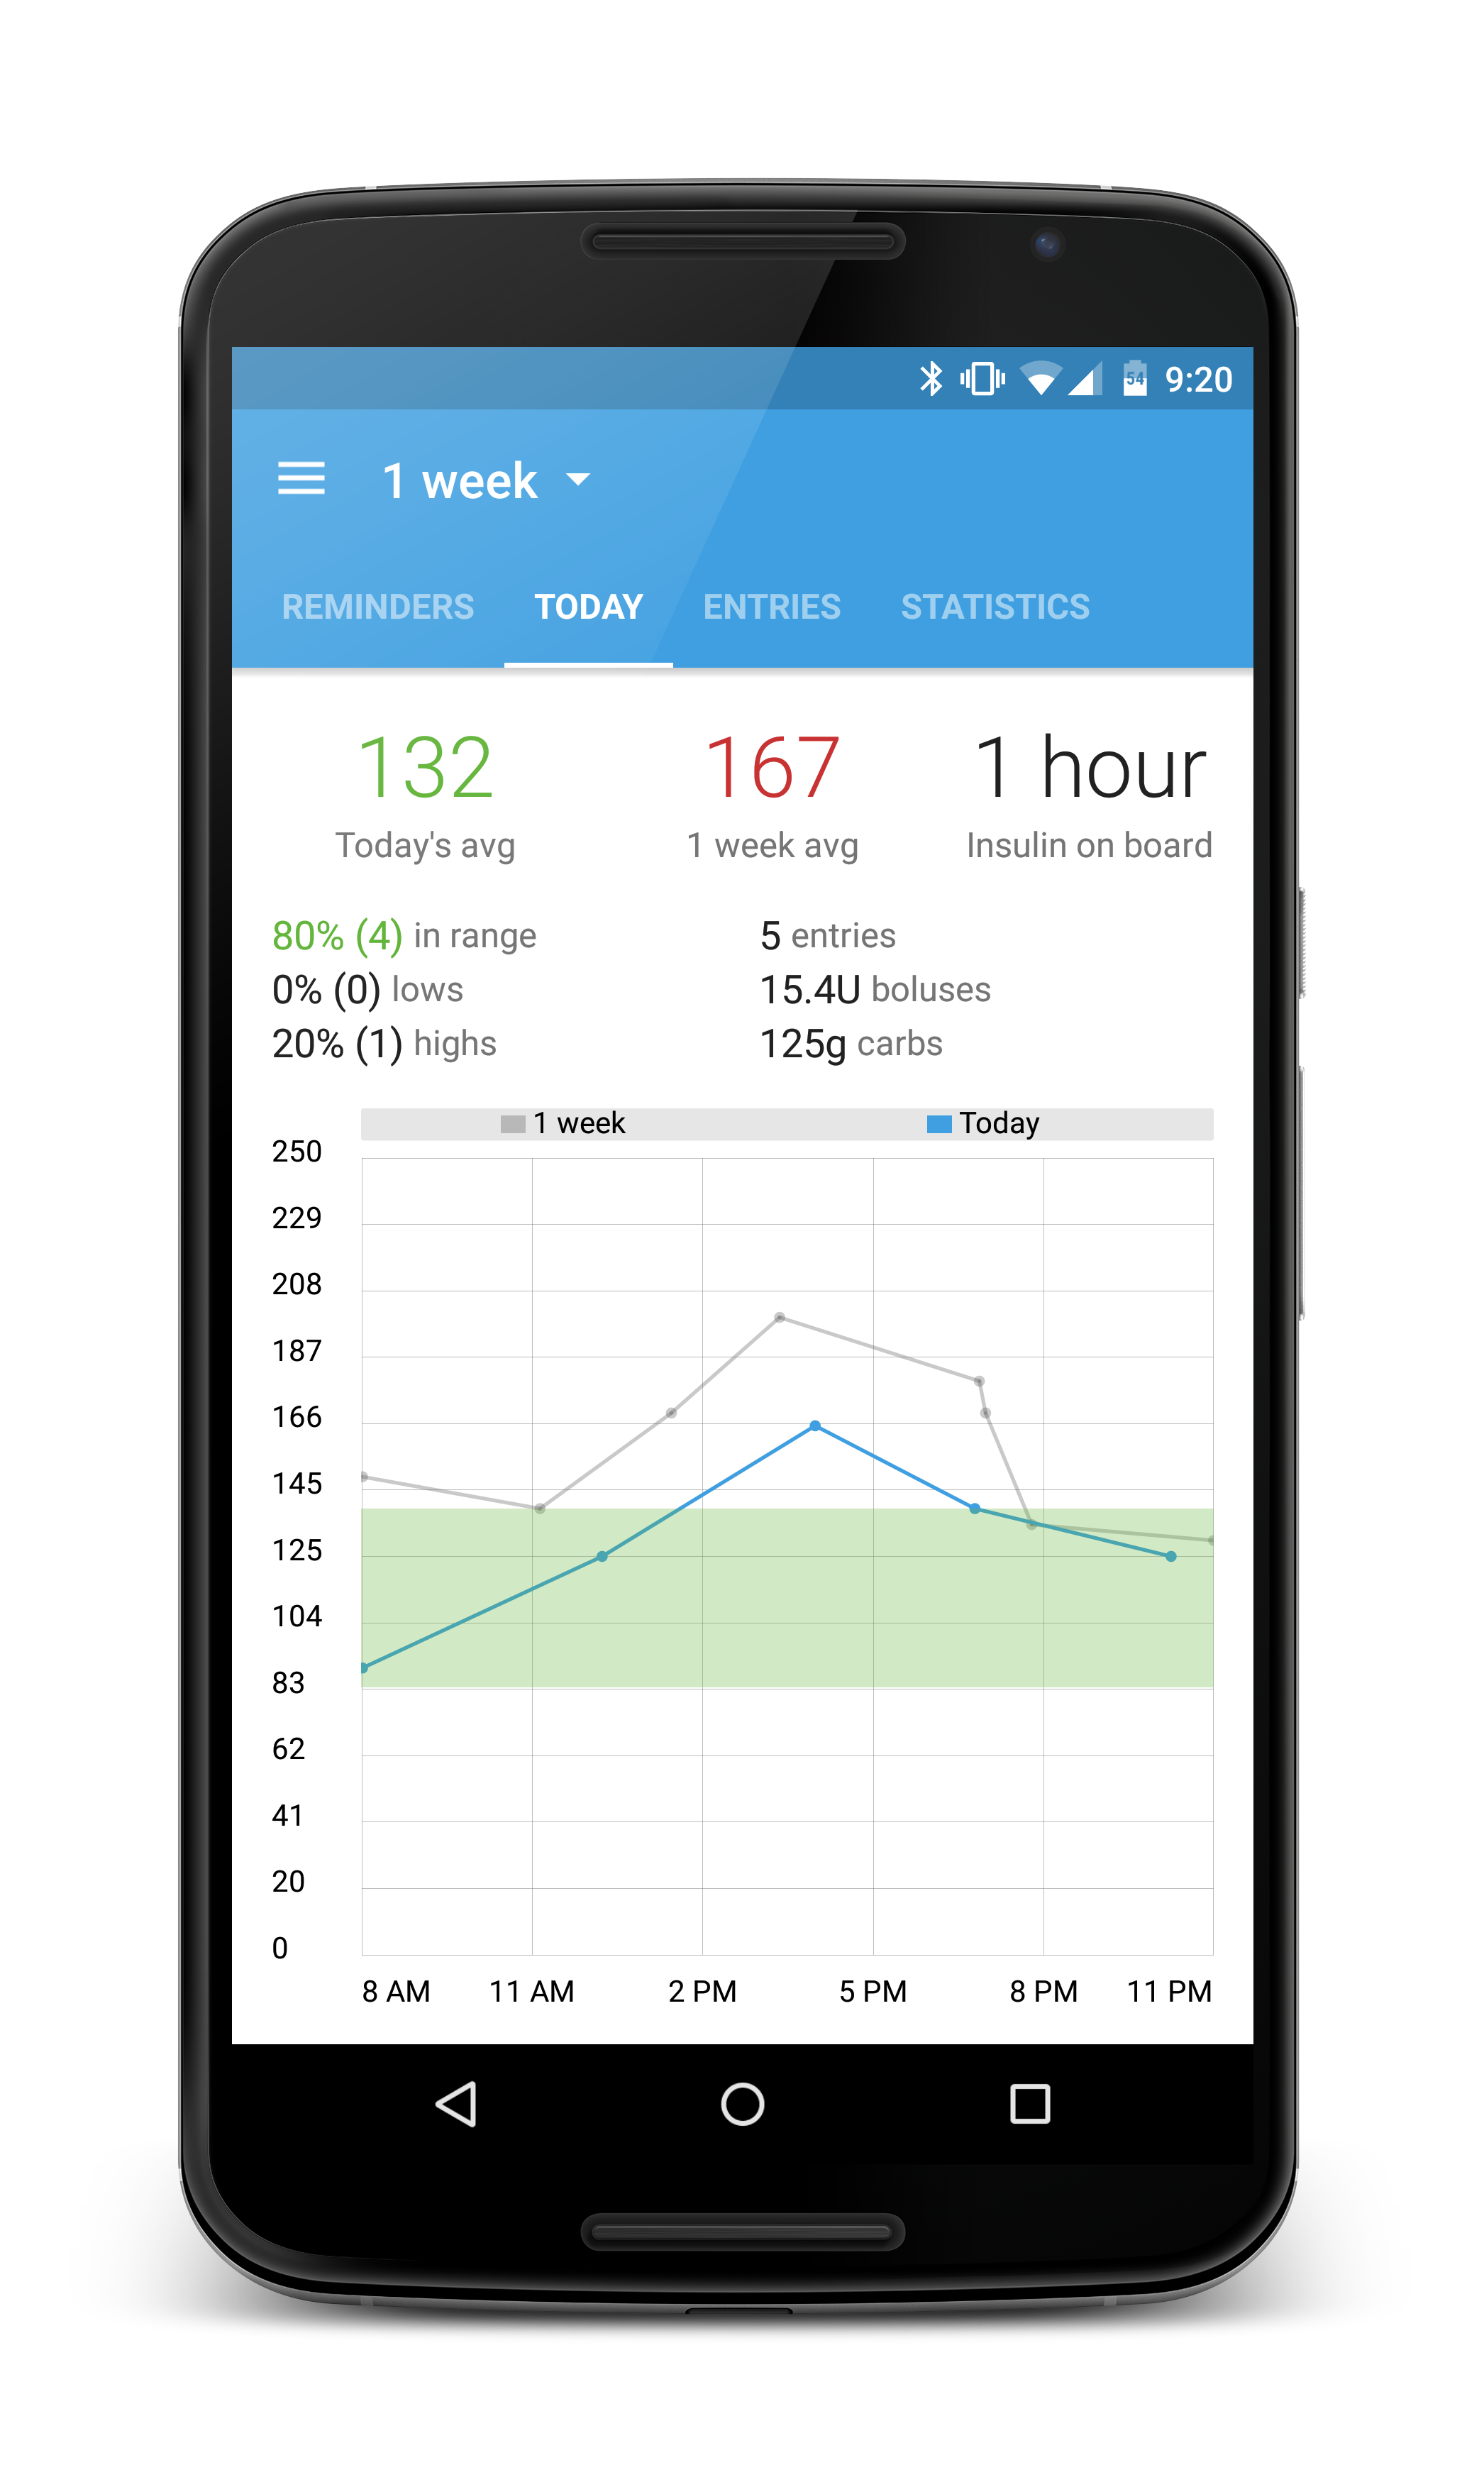 54 9:20
1 week
REMINDERS TODAY ENTRIES STATISTICS
132 167 1 hour
Today's avg 1 week avg Insulin on board
80% (4) in range 5 entries
0% (0) lows 15.4U boluses
20% (1) highs 125g carbs
1 week Today
250
229
208
187
166
145
125
104
83
62
41
20
0
8 AM 11 AM 2 PM 5 PM 8 PM 11 PM